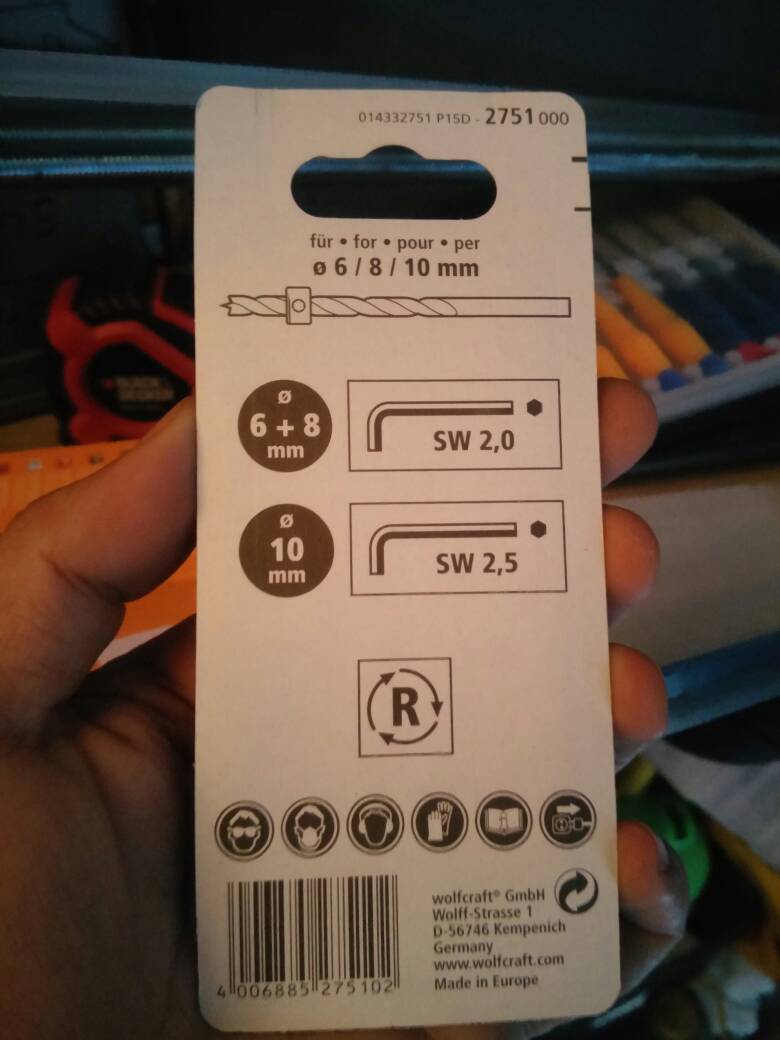 014332751 P15D - 2751 000
für • for • pour • per
ø 6 / 8 / 10 mm
Ø
6 + 8
mm
SW 2,0
Ø
10
mm
SW 2,5
R
wolfcraft® GmbH
Wolff-Strasse 1
D-56746 Kempenich
Germany
www.wolfcraft.com
Made in Europe
4 006885 275102
BLACK+
DECKER